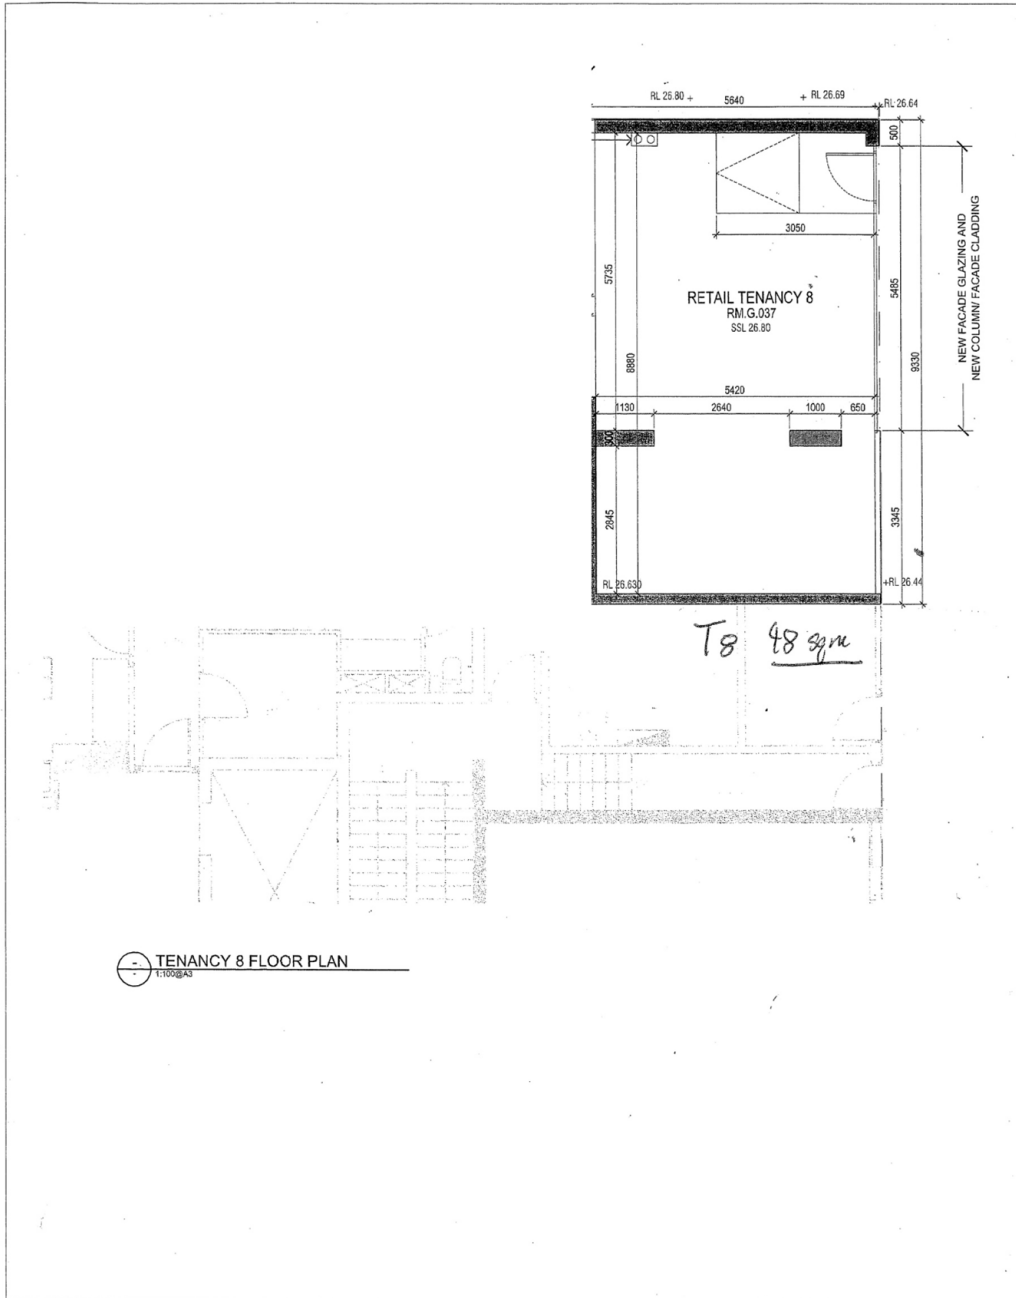 RL 26.80
5640
RL 26.69
RL 26.64
500
3050
5735
RETAIL TENANCY 8
RM.G.037
SSL 26.80
5485
NEW FACADE GLAZING AND
NEW COLUMN/ FACADE CLADDING
8880
9330
5420
1130
2640
1000
650
300
2845
3345
RL 26.630
+RL 26.44
T8 48 sqm
TENANCY 8 FLOOR PLAN
1:100@A3